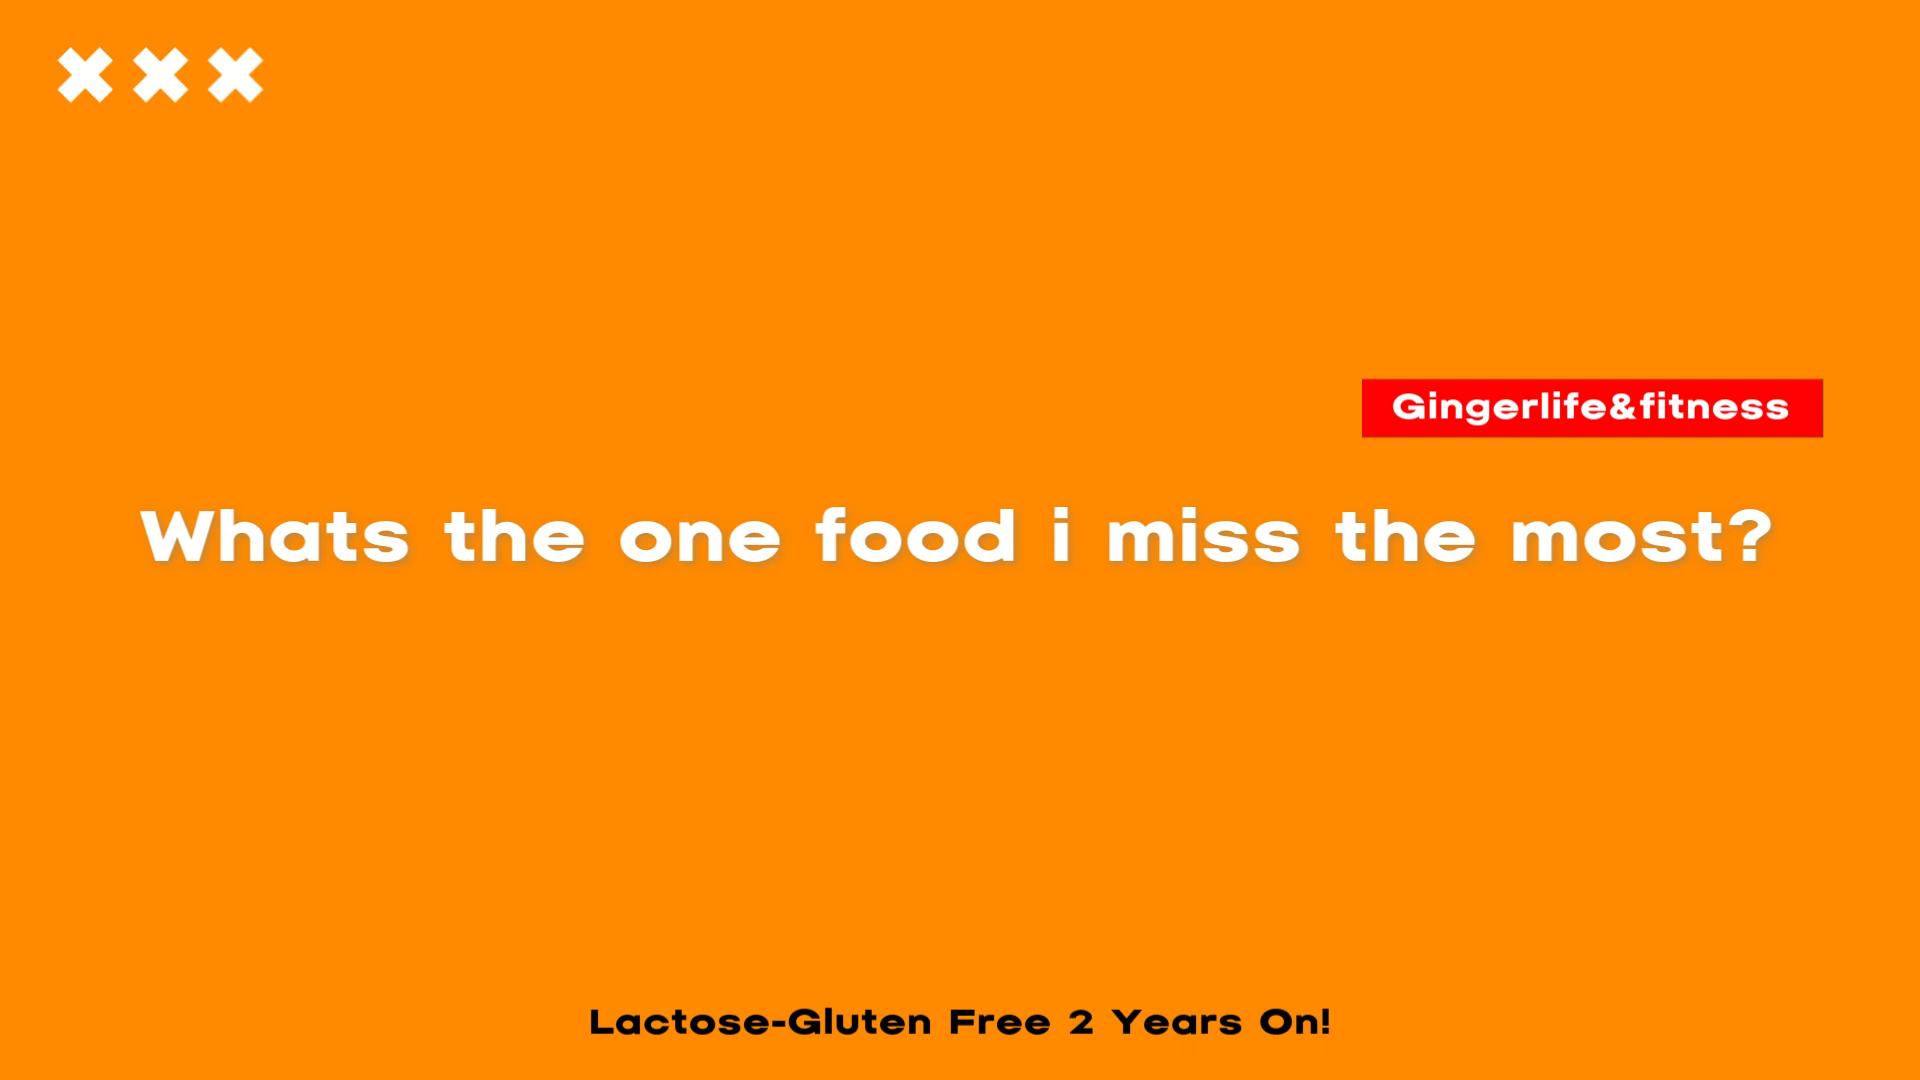 Gingerlife&fitness
Whats the one food i miss the most?
Lactose-Gluten Free 2 Years On!